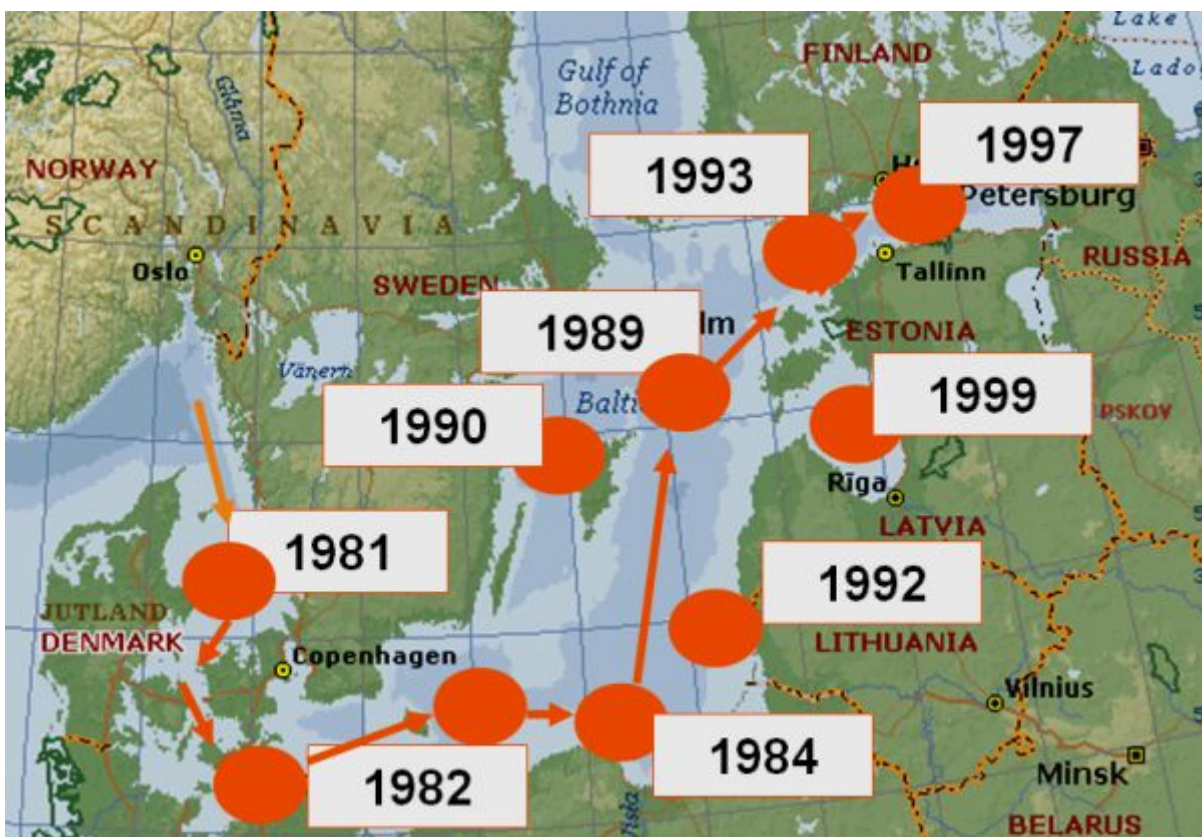 FINLAND
Lake
Lado
Gulf of
Bothnia
Glåma
NORWAY
1993
1997
Petersburg
SCANDINAVIA
Oslo
RUSSIA
Tallinn
SWEDEN
1989
lm
ESTONIA
Vänern
Balti
1990
1999
PSKOV
Rīga
LATVIA
1981
1992
JUTLAND
DENMARK
LITHUANIA
Copenhagen
Vilnius
1982
1984
Minsk
BELARUS